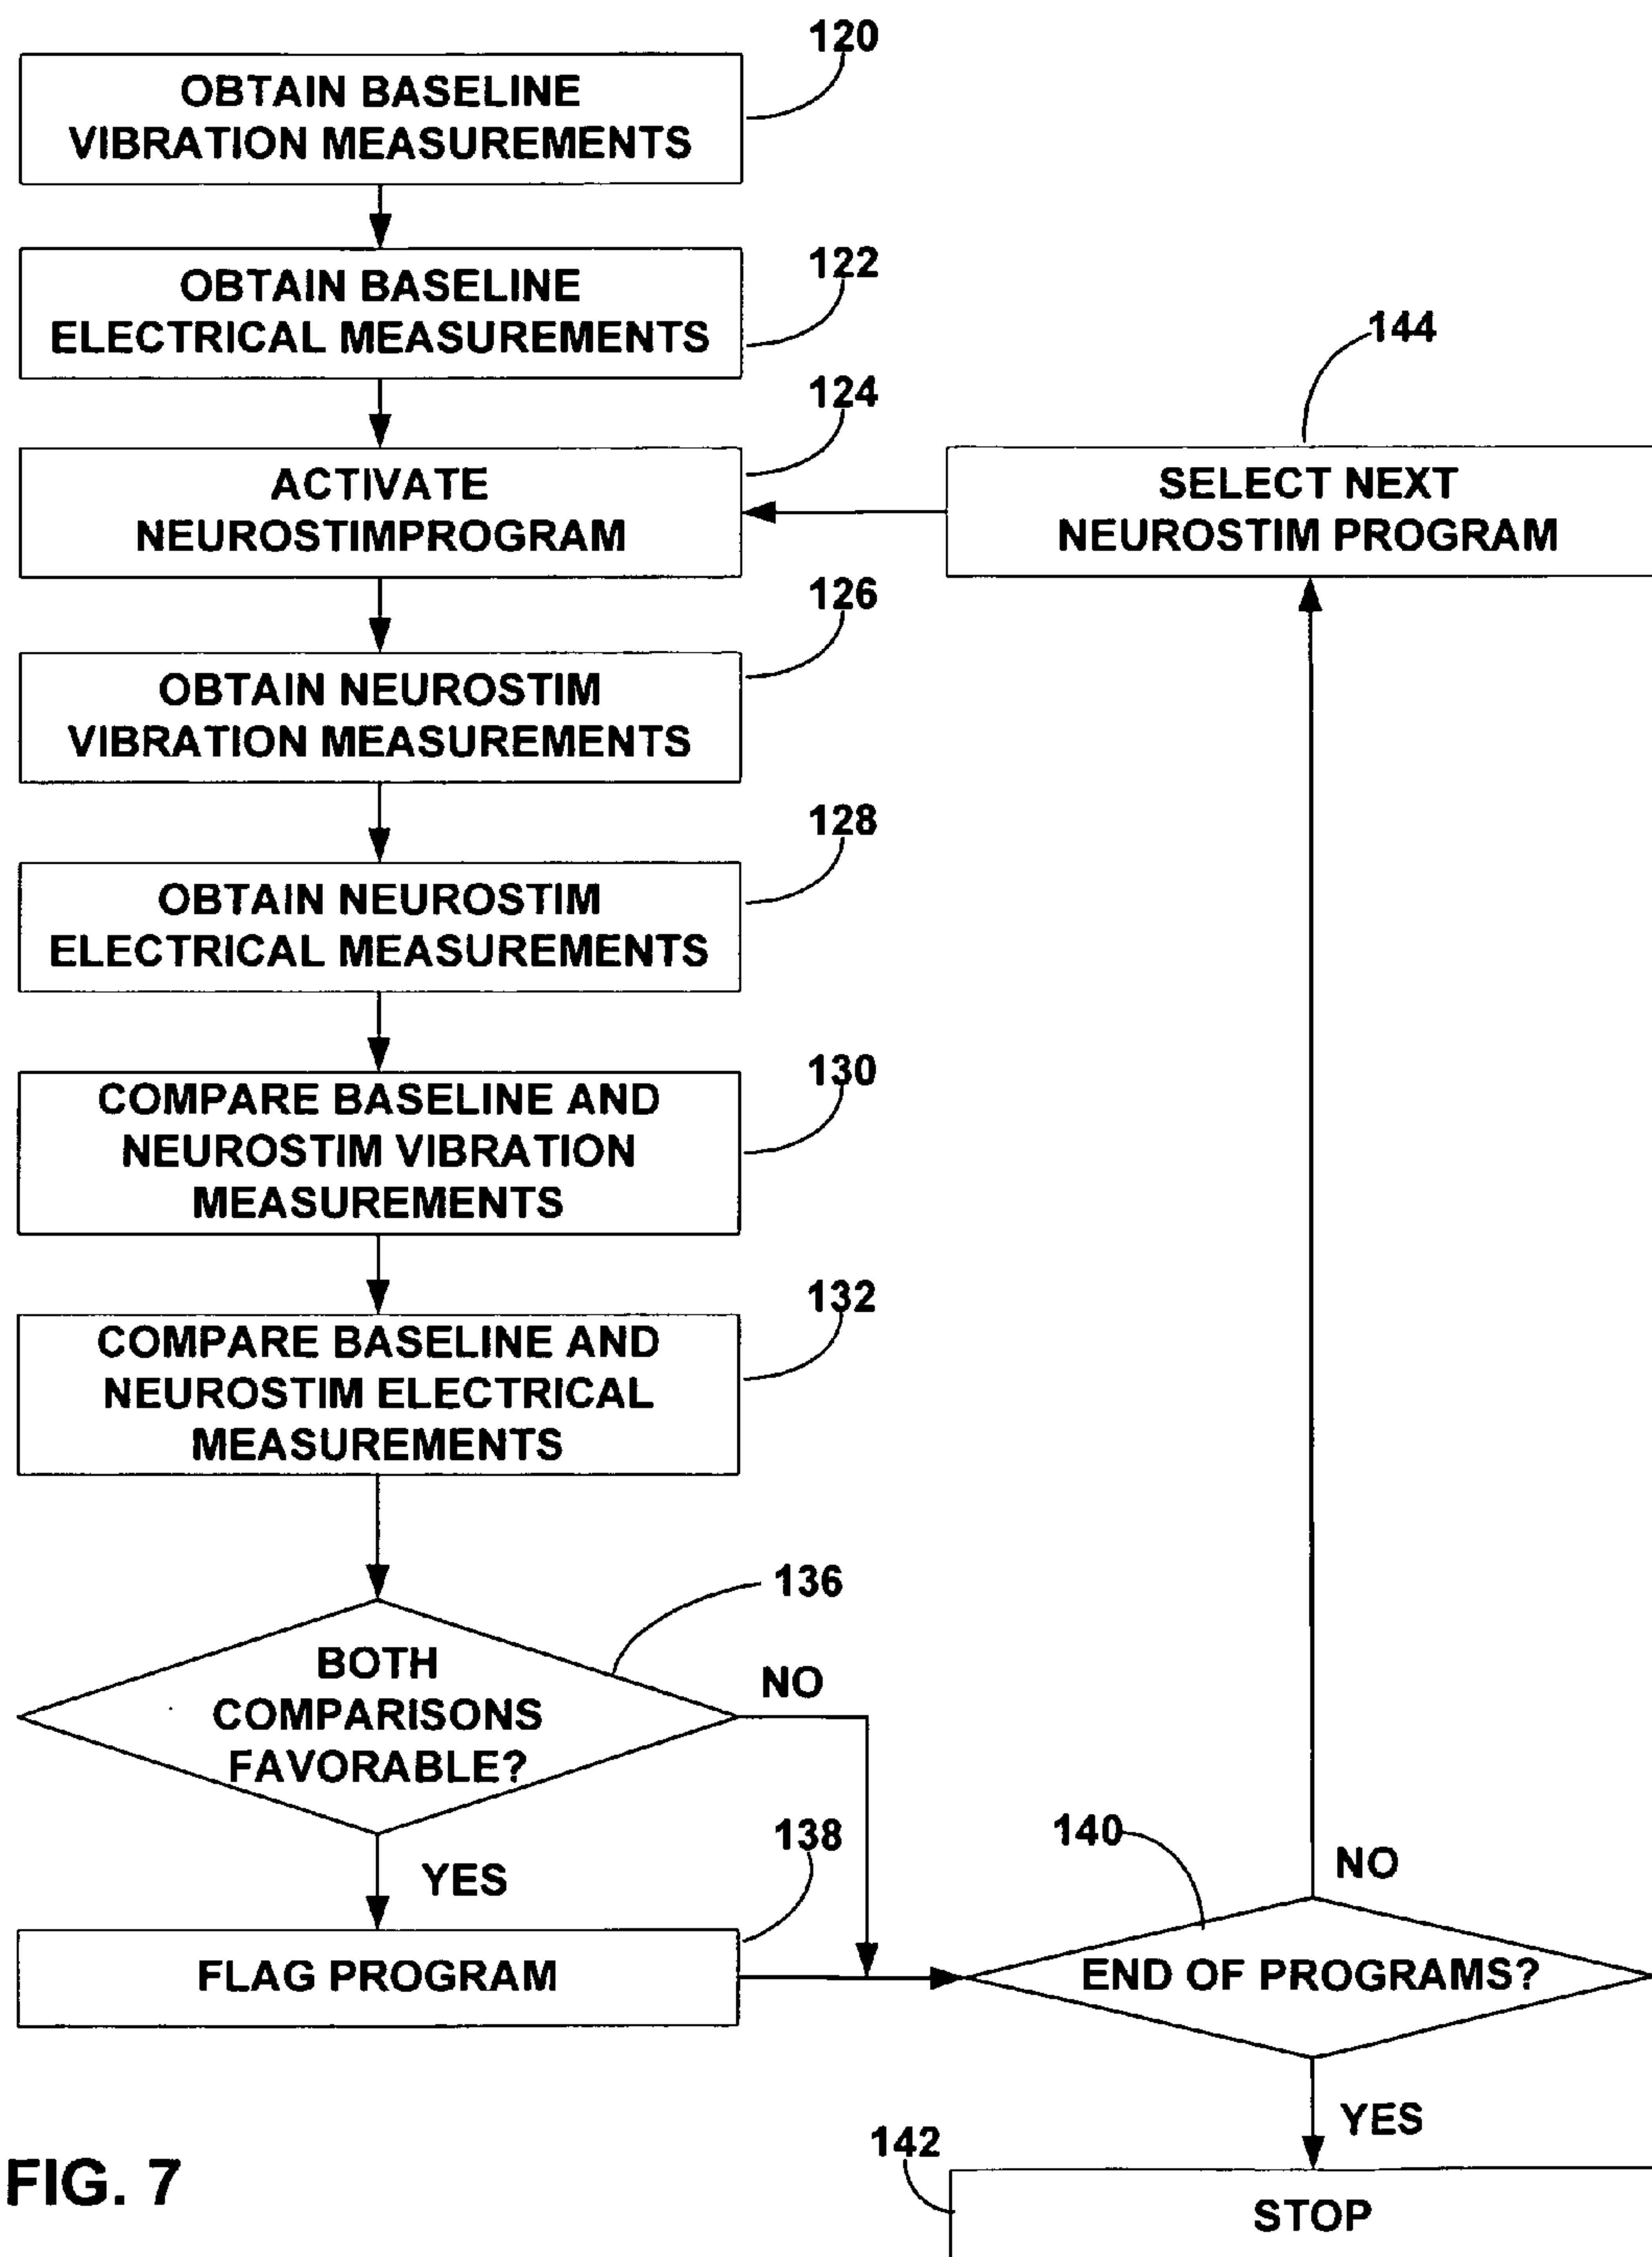 120
OBTAIN BASELINE
VIBRATION MEASUREMENTS
122
OBTAIN BASELINE
ELECTRICAL MEASUREMENTS
124
ACTIVATE
NEUROSTIMPROGRAM
144
SELECT NEXT
NEUROSTIM PROGRAM
126
OBTAIN NEUROSTIM
VIBRATION MEASUREMENTS
128
OBTAIN NEUROSTIM
ELECTRICAL MEASUREMENTS
130
COMPARE BASELINE AND
NEUROSTIM VIBRATION
MEASUREMENTS
132
COMPARE BASELINE AND
NEUROSTIM ELECTRICAL
MEASUREMENTS
136
BOTH
COMPARISONS
FAVORABLE?
NO
YES
138
FLAG PROGRAM
140
NO
END OF PROGRAMS?
YES
142
STOP
FIG. 7